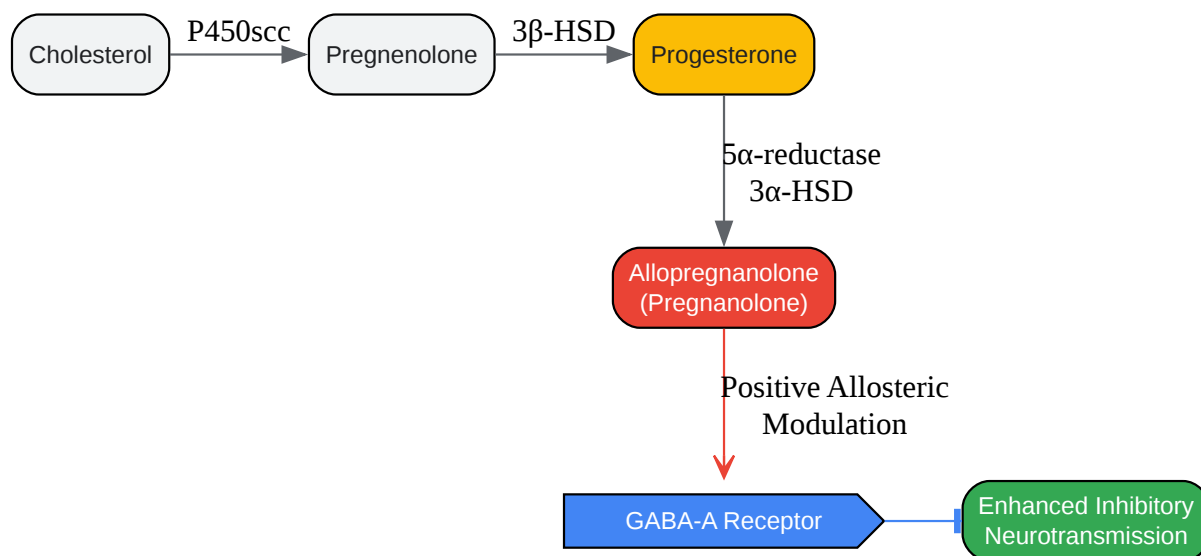 P450scc
3β-HSD
Cholesterol
Pregnenolone
Progesterone
5α-reductase
3α-HSD
Allopregnanolone
(Pregnanolone)
Positive Allosteric
Modulation
GABA-A Receptor
Enhanced Inhibitory
Neurotransmission